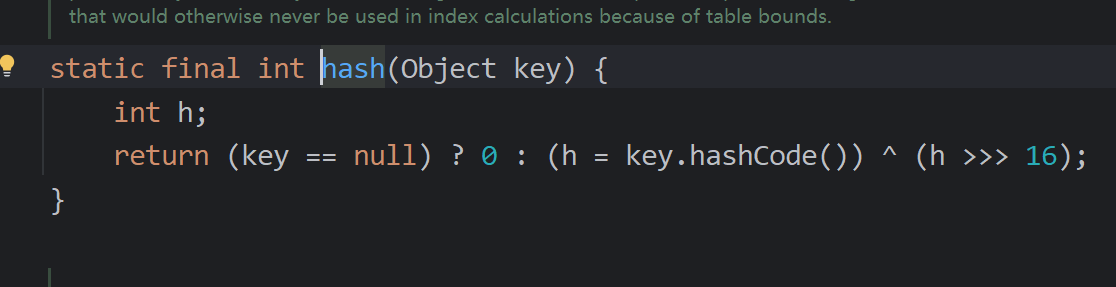 that would otherwise never be used in index calculations because of table bounds.
static final int hash(Object key) {
int h;
return (key == null) ? 0 : (h = key.hashCode()) ^ (h >>> 16);
}